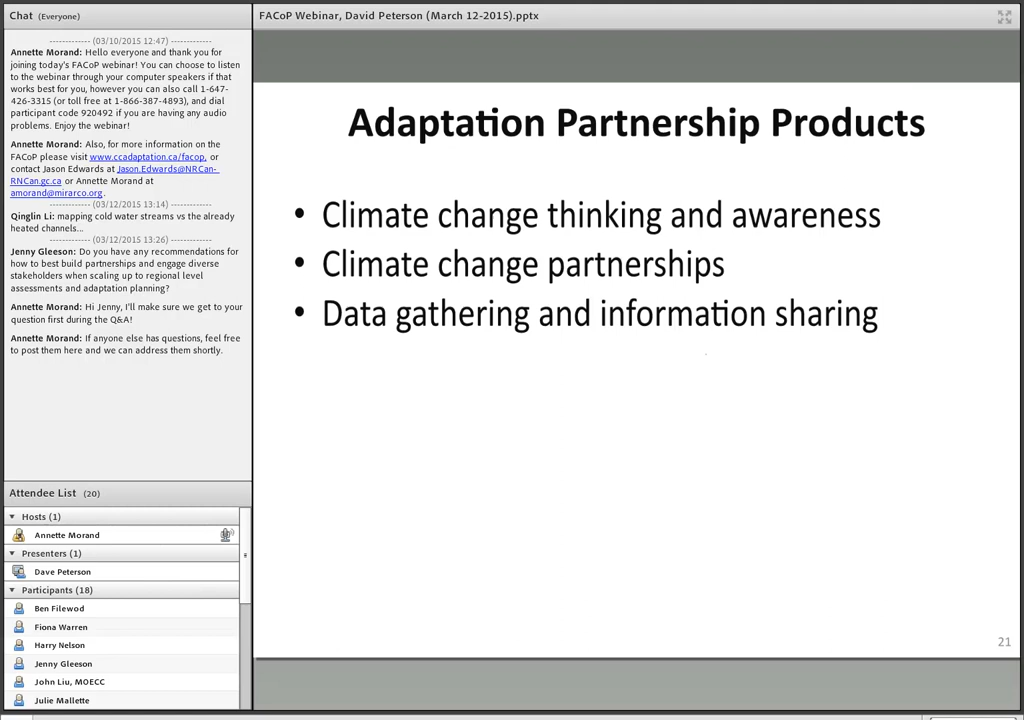 Chat (Everyone)
------------- (03/10/2015 12:47) -------------
Annette Morand: Hello everyone and thank you for
joining today's FACoP webinar! You can choose to listen
to the webinar through your computer speakers if that
works best for you, however you can also call 1-647-
426-3315 (or toll free at 1-866-387-4893), and dial
participant code 920492 if you are having any audio
problems. Enjoy the webinar!
Annette Morand: Also, for more information on the
FACoP please visit www.ccadaptation.ca/facop, or
contact Jason Edwards at Jason.Edwards@NRCan-
RNCan.gc.ca or Annette Morand at
amorand@mirarco.org.
------------- (03/12/2015 13:14) -------------
Qinglin Li: mapping cold water streams vs the already
heated channels...
------------- (03/12/2015 13:26) -------------
Jenny Gleeson: Do you have any recommendations for
how to best build partnerships and engage diverse
stakeholders when scaling up to regional level
assessments and adaptation planning?
Annette Morand: Hi Jenny, I'll make sure we get to your
question first during the Q&A!
Annette Morand: If anyone else has questions, feel free
to post them here and we can address them shortly.
Attendee List (20)
Hosts (1)
Annette Morand
Presenters (1)
Dave Peterson
Participants (18)
Ben Filewod
Fiona Warren
Harry Nelson
Jenny Gleeson
John Liu, MOECC
Julie Mallette
FACoP Webinar, David Peterson (March 12-2015).pptx
Adaptation Partnership Products
• Climate change thinking and awareness
• Climate change partnerships
• Data gathering and information sharing
21